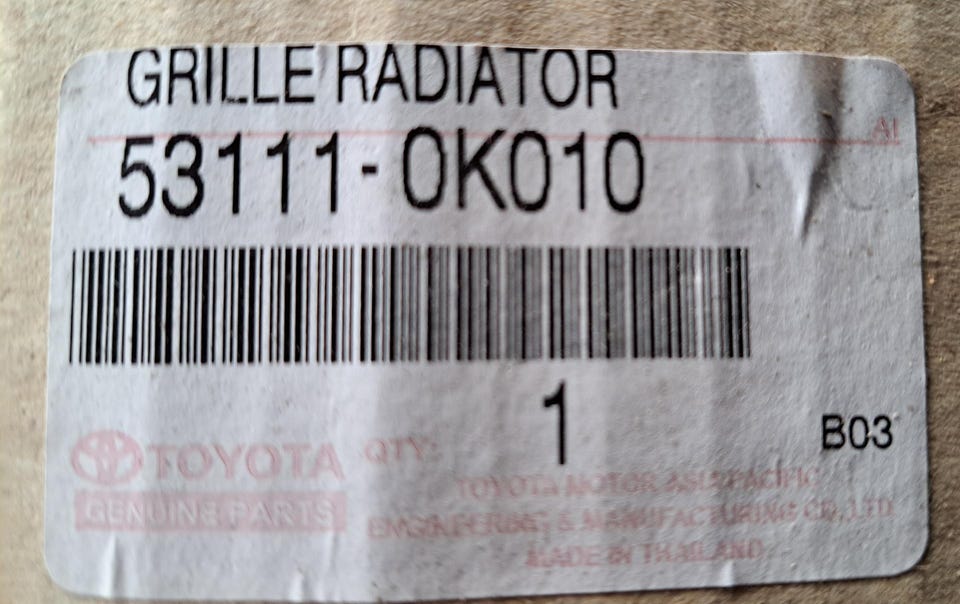 GRILLE RADIATOR
AI
53111-0K010
1
B03
TOYOTA
QTY:
GENUINE PARTS
TOYOTA MOTOR ASIA PACIFIC
ENGINEERING & MANUFACTURING CO.,LTD
MADE IN THAILAND